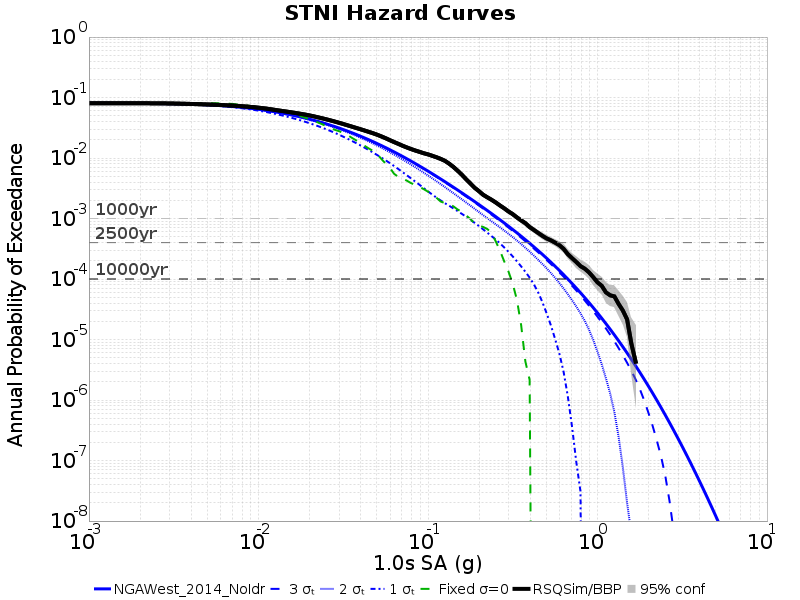 STNI Hazard Curves
10^0
10^-1
10^-2
10^-3
10^-4
10^-5
10^-6
10^-7
10^-8
Annual Probability of Exceedance
1000yr
2500yr
10000yr
10^-3
10^-2
10^-1
10^0
10^1
1.0s SA (g)
NGAWest_2014_NoIdr 3 σₜ 2 σₜ 1 σₜ Fixed σ=0 RSQSim/BBP 95% conf